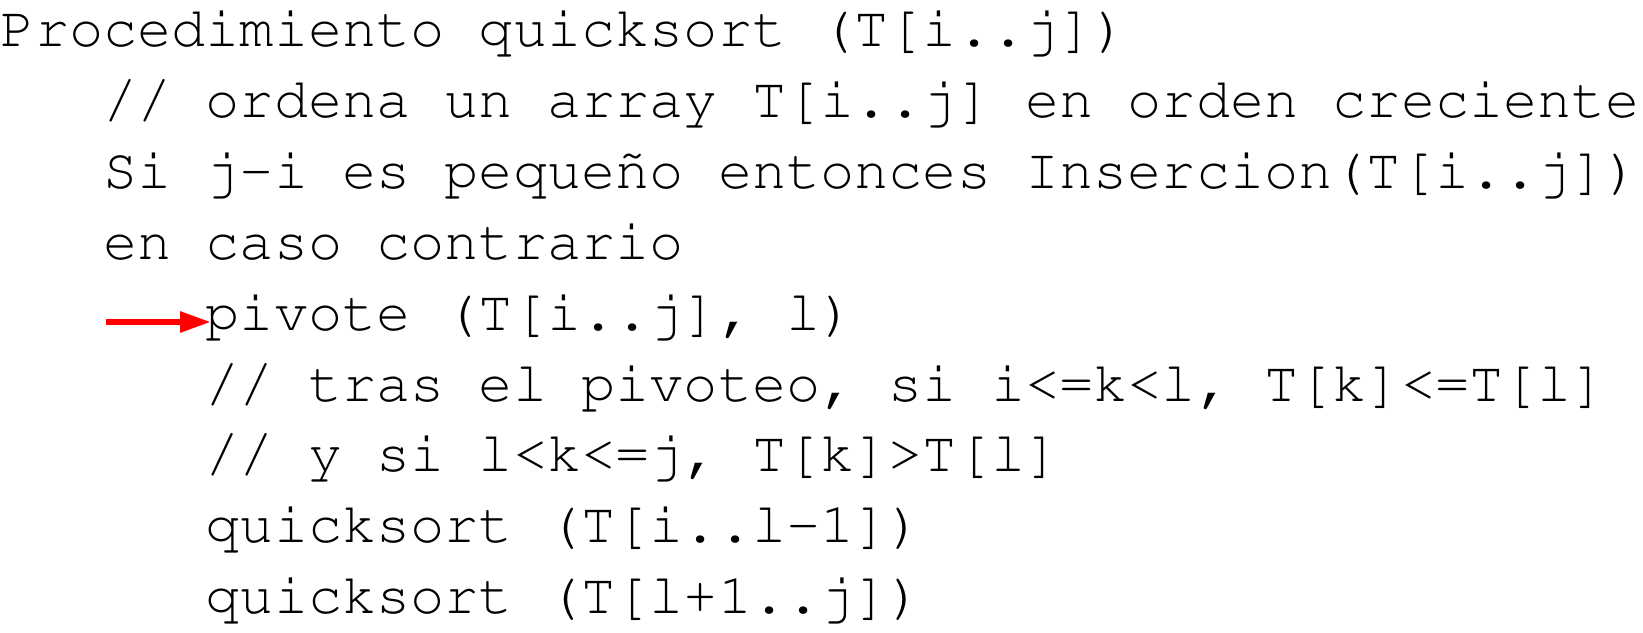 Procedimiento quicksort (T[i..j])
// ordena un array T[i..j] en orden creciente
Si j-i es pequeño entonces Insercion(T[i..j])
en caso contrario
pivote (T[i..j], l)
// tras el pivoteo, si i<=k<l, T[k]<=T[l]
// y si l<k<=j, T[k]>T[l]
quicksort (T[i..l-1])
quicksort (T[l+1..j])